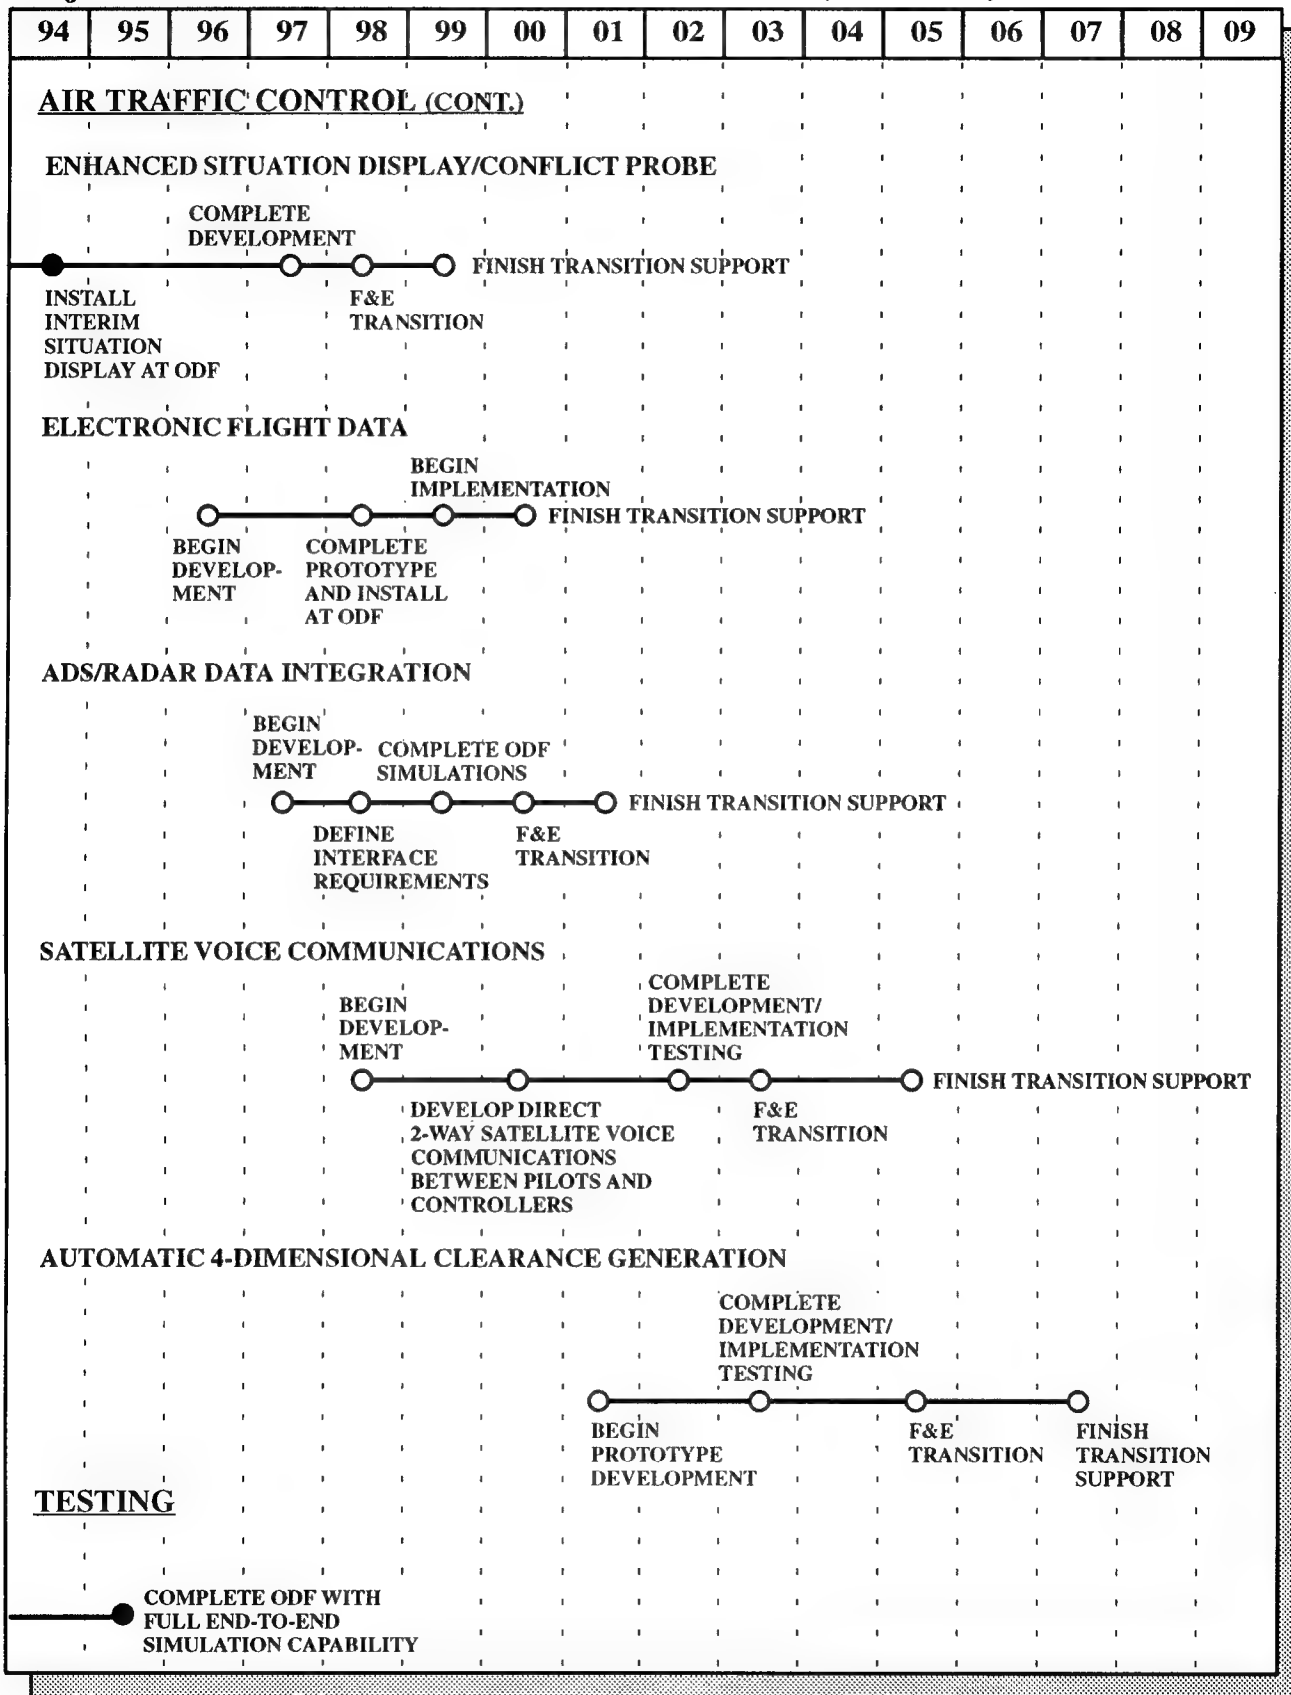 94 95 96 97 98 99 00 01 02 03 04 05 06 07 08 09
AIR TRAFFIC CONTROL (CONT.)
ENHANCED SITUATION DISPLAY/CONFLICT PROBE
COMPLETE
DEVELOPMENT
FINISH TRANSITION SUPPORT
INSTALL
INTERIM
SITUATION
DISPLAY AT ODF
F&E
TRANSITION
ELECTRONIC FLIGHT DATA
BEGIN
IMPLEMENTATION
FINISH TRANSITION SUPPORT
BEGIN
DEVELOP-
MENT
COMPLETE
PROTOTYPE
AND INSTALL
AT ODF
ADS/RADAR DATA INTEGRATION
BEGIN
DEVELOP-
MENT
COMPLETE ODF
SIMULATIONS
FINISH TRANSITION SUPPORT
DEFINE
INTERFACE
REQUIREMENTS
F&E
TRANSITION
SATELLITE VOICE COMMUNICATIONS
BEGIN
DEVELOP-
MENT
COMPLETE
DEVELOPMENT/
IMPLEMENTATION
TESTING
FINISH TRANSITION SUPPORT
DEVELOP DIRECT
2-WAY SATELLITE VOICE
COMMUNICATIONS
BETWEEN PILOTS AND
CONTROLLERS
F&E
TRANSITION
AUTOMATIC 4-DIMENSIONAL CLEARANCE GENERATION
COMPLETE
DEVELOPMENT/
IMPLEMENTATION
TESTING
BEGIN
PROTOTYPE
DEVELOPMENT
F&E
TRANSITION
FINISH
TRANSITION
SUPPORT
TESTING
COMPLETE ODF WITH
FULL END-TO-END
SIMULATION CAPABILITY